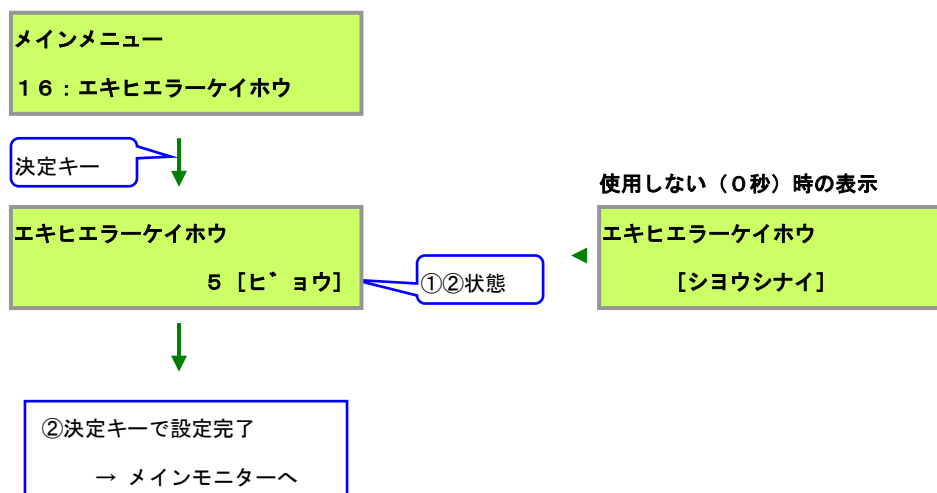 メインメニュー
１６：エキヒエラーケイホウ
決定キー
使用しない（０秒）時の表示
エキヒエラーケイホウ
５［ヒﾞョウ］
①②状態
エキヒエラーケイホウ
［シヨウシナイ］
②決定キーで設定完了
→ メインモニターへ